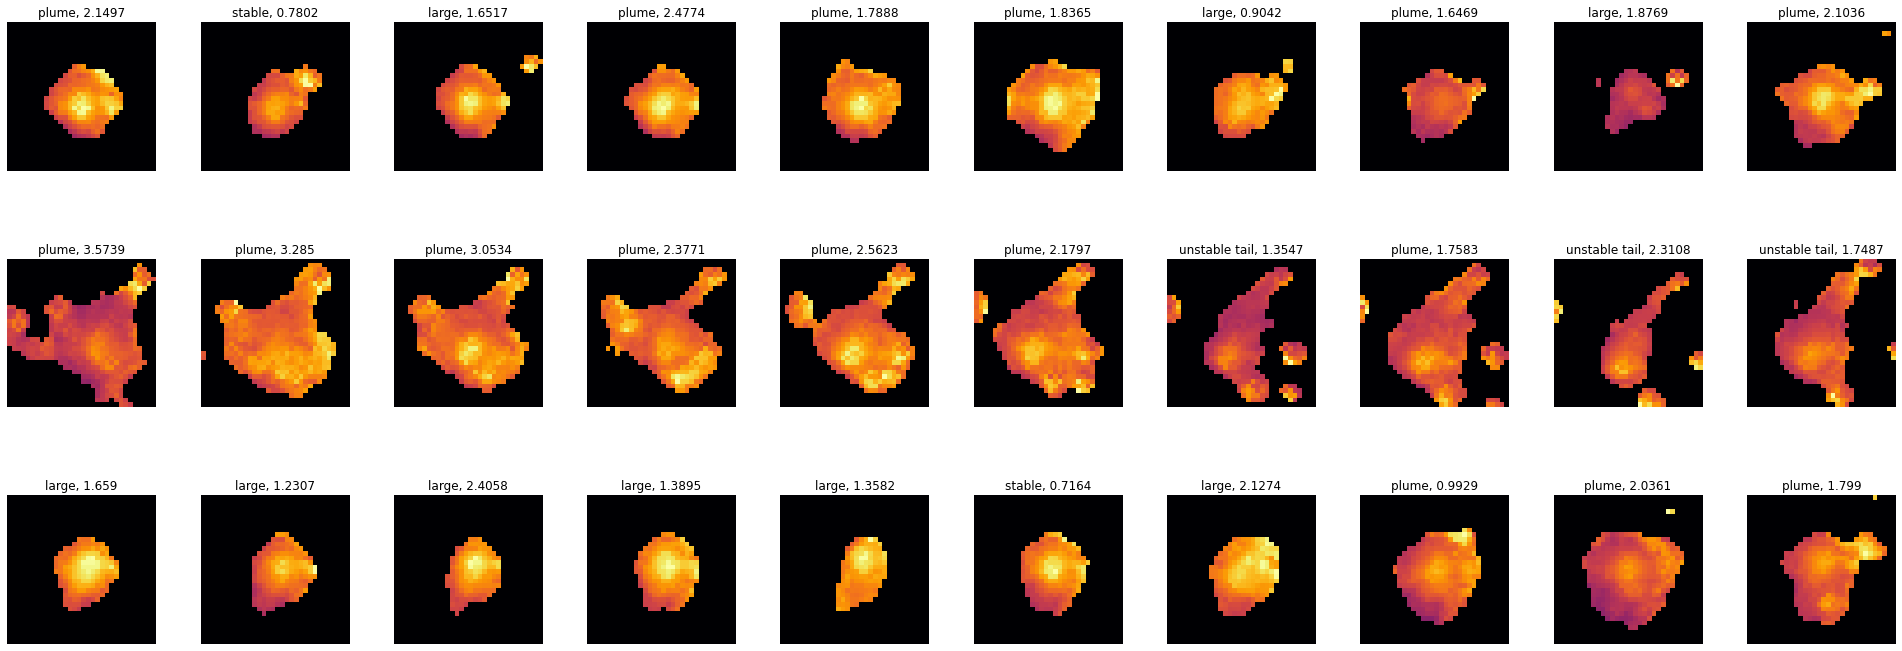 plume, 2.1497
stable, 0.7802
large, 1.6517
plume, 2.4774
plume, 1.7888
plume, 1.8365
large, 0.9042
plume, 1.6469
large, 1.8769
plume, 2.1036
plume, 3.5739
plume, 3.285
plume, 3.0534
plume, 2.3771
plume, 2.5623
plume, 2.1797
unstable tail, 1.3547
plume, 1.7583
unstable tail, 2.3108
unstable tail, 1.7487
large, 1.659
large, 1.2307
large, 2.4058
large, 1.3895
large, 1.3582
stable, 0.7164
large, 2.1274
plume, 0.9929
plume, 2.0361
plume, 1.799